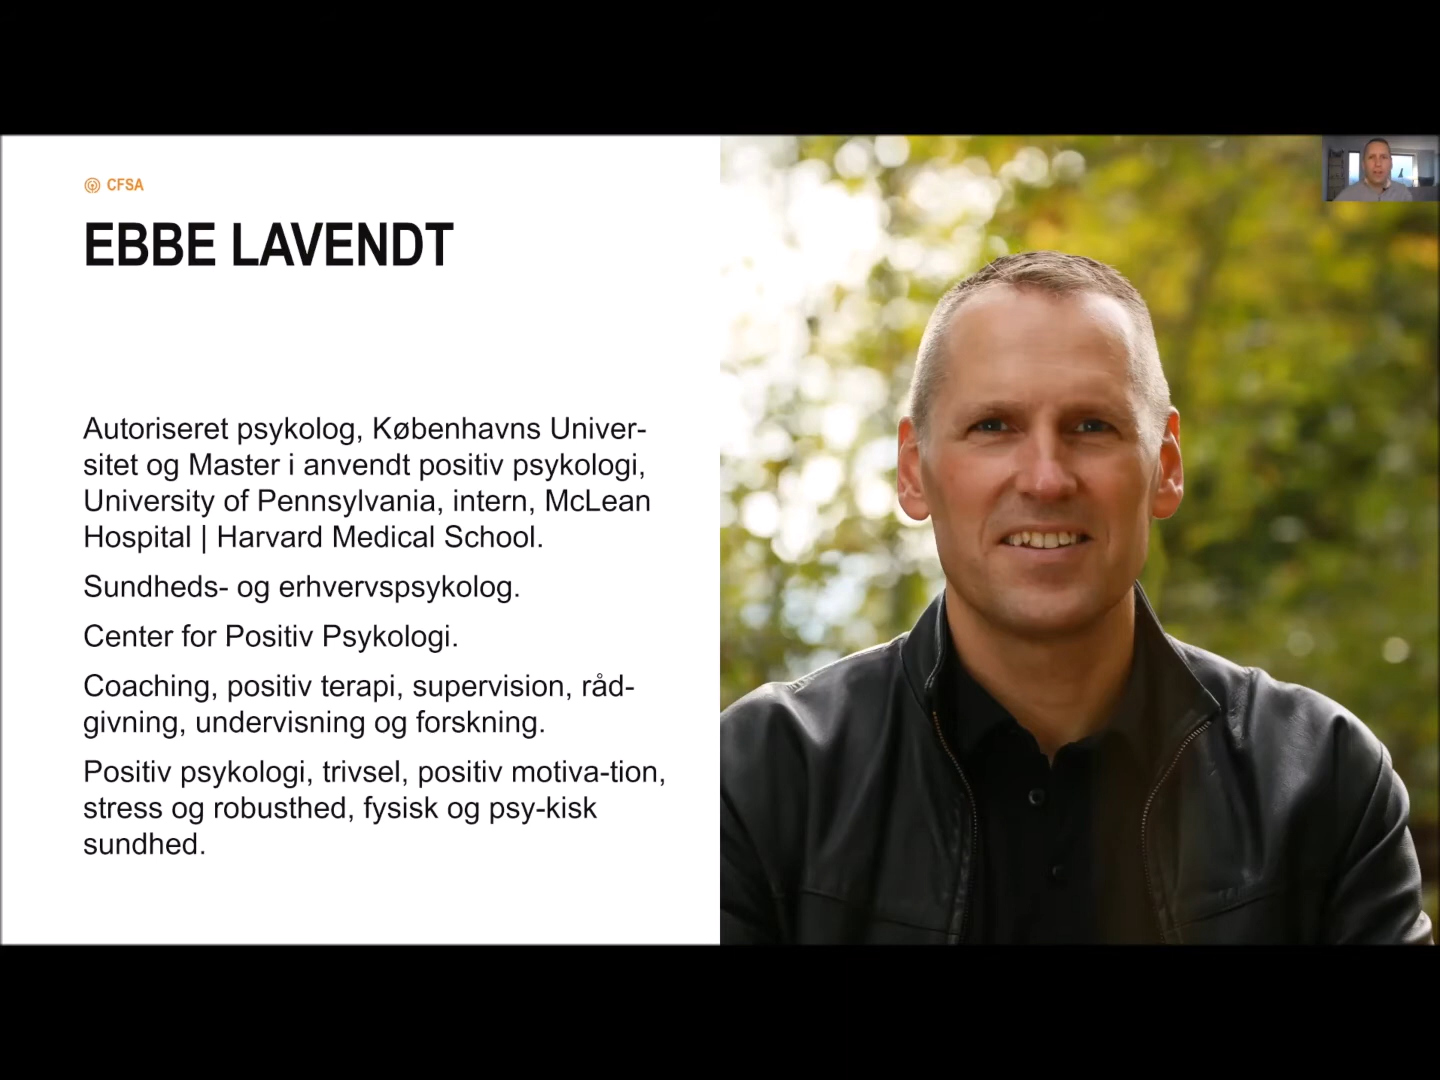 CFSA
EBBE LAVENDT
Autoriseret psykolog, Københavns Univer-
sitet og Master i anvendt positiv psykologi,
University of Pennsylvania, intern, McLean
Hospital | Harvard Medical School.
Sundheds- og erhvervspsykolog.
Center for Positiv Psykologi.
Coaching, positiv terapi, supervision, råd-
givning, undervisning og forskning.
Positiv psykologi, trivsel, positiv motiva-tion,
stress og robusthed, fysisk og psy-kisk
sundhed.